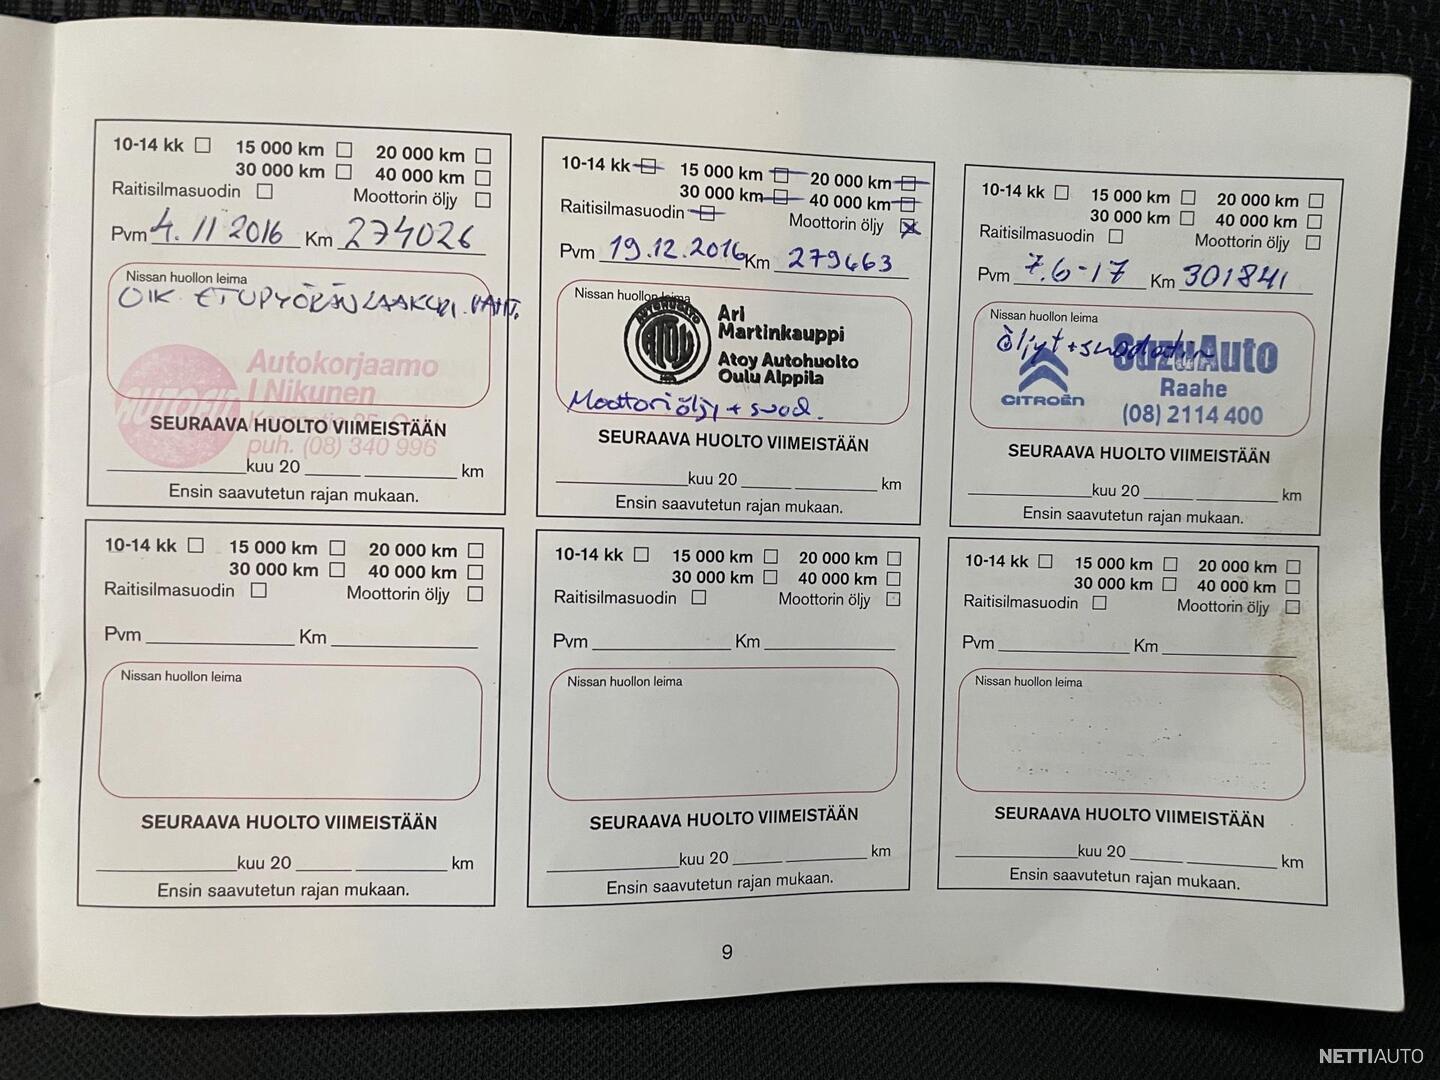 10-14 kk 15 000 km 20 000 km
30 000 km 40 000 km
Raitisilmasuodin Moottorin öljy
Pvm 4.11 2016 Km 274026
Nissan huollon leima
OIK ETUPYÖRÄN LAAKERI. VAIHT.
Autokorjaamo
I Nikunen
puh. (08) 340 996
SEURAAVA HUOLTO VIIMEISTÄÄN
kuu 20 km
Ensin saavutetun rajan mukaan.
10-14 kk 15 000 km 20 000 km
30 000 km 40 000 km
Raitisilmasuodin Moottorin öljy
Pvm 19.12.2016 Km 279463
Nissan huollon leima
AUTOHUOLTO
ATOY
Ari
Martinkauppi
Atoy Autohuolto
Oulu Alppila
Moottoriöljy + suod.
SEURAAVA HUOLTO VIIMEISTÄÄN
kuu 20 km
Ensin saavutetun rajan mukaan.
10-14 kk 15 000 km 20 000 km
30 000 km 40 000 km
Raitisilmasuodin Moottorin öljy
Pvm 7.6-17 Km 301841
Nissan huollon leima
öljyt + suodatin
SuzuAuto
CITROËN
Raahe
(08) 2114 400
SEURAAVA HUOLTO VIIMEISTÄÄN
kuu 20 km
Ensin saavutetun rajan mukaan.
10-14 kk 15 000 km 20 000 km
30 000 km 40 000 km
Raitisilmasuodin Moottorin öljy
Pvm Km
Nissan huollon leima
SEURAAVA HUOLTO VIIMEISTÄÄN
kuu 20 km
Ensin saavutetun rajan mukaan.
10-14 kk 15 000 km 20 000 km
30 000 km 40 000 km
Raitisilmasuodin Moottorin öljy
Pvm Km
Nissan huollon leima
SEURAAVA HUOLTO VIIMEISTÄÄN
kuu 20 km
Ensin saavutetun rajan mukaan.
10-14 kk 15 000 km 20 000 km
30 000 km 40 000 km
Raitisilmasuodin Moottorin öljy
Pvm Km
Nissan huollon leima
SEURAAVA HUOLTO VIIMEISTÄÄN
kuu 20 km
Ensin saavutetun rajan mukaan.
9
NETTIAUTO